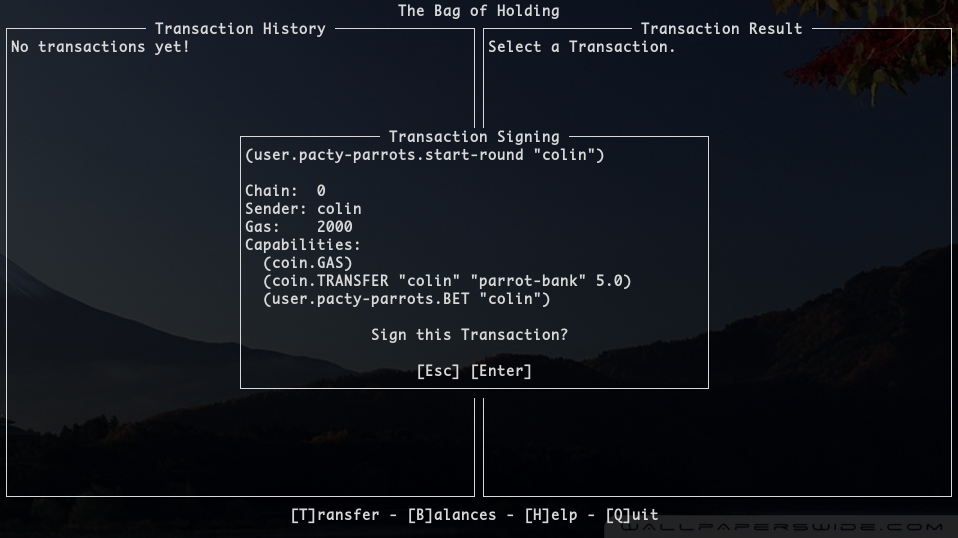 The Bag of Holding
Transaction History
Transaction Result
No transactions yet!
Select a Transaction.
Transaction Signing
(user.pacty-parrots.start-round "colin")
Chain:  0
Sender: colin
Gas:    2000
Capabilities:
(coin.GAS)
(coin.TRANSFER "colin" "parrot-bank" 5.0)
(user.pacty-parrots.BET "colin")
Sign this Transaction?
[Esc] [Enter]
[T]ransfer - [B]alances - [H]elp - [Q]uit
WALLPAPERSWIDE.COM